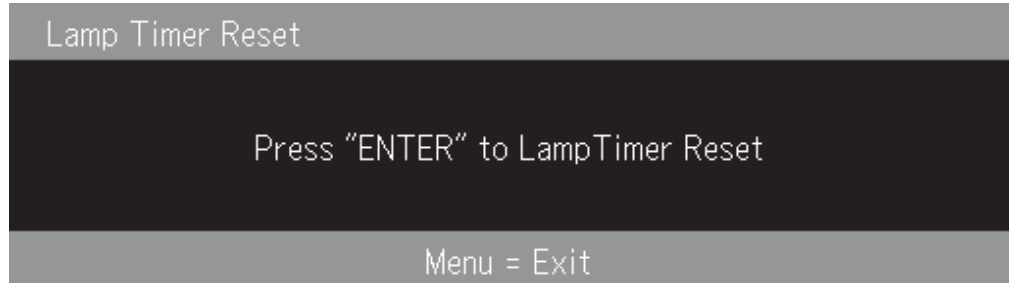 Lamp Timer Reset
Press "ENTER" to LampTimer Reset
Menu = Exit